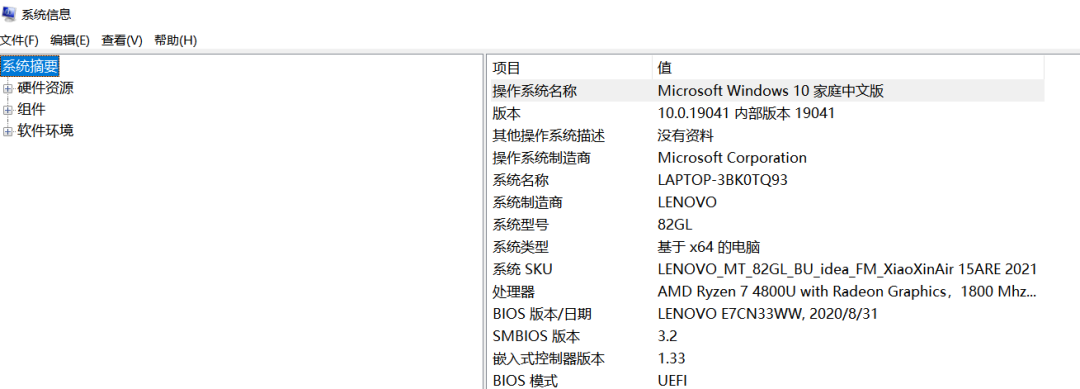 系统信息
文件(F) 编辑(E) 查看(V) 帮助(H)
系统摘要
硬件资源
组件
软件环境
项目 值
操作系统名称 Microsoft Windows 10 家庭中文版
版本 10.0.19041 内部版本 19041
其他操作系统描述 没有资料
操作系统制造商 Microsoft Corporation
系统名称 LAPTOP-3BK0TQ93
系统制造商 LENOVO
系统型号 82GL
系统类型 基于 x64 的电脑
系统 SKU LENOVO_MT_82GL_BU_idea_FM_XiaoXinAir 15ARE 2021
处理器 AMD Ryzen 7 4800U with Radeon Graphics，1800 Mhz...
BIOS 版本/日期 LENOVO E7CN33WW, 2020/8/31
SMBIOS 版本 3.2
嵌入式控制器版本 1.33
BIOS 模式 UEFI